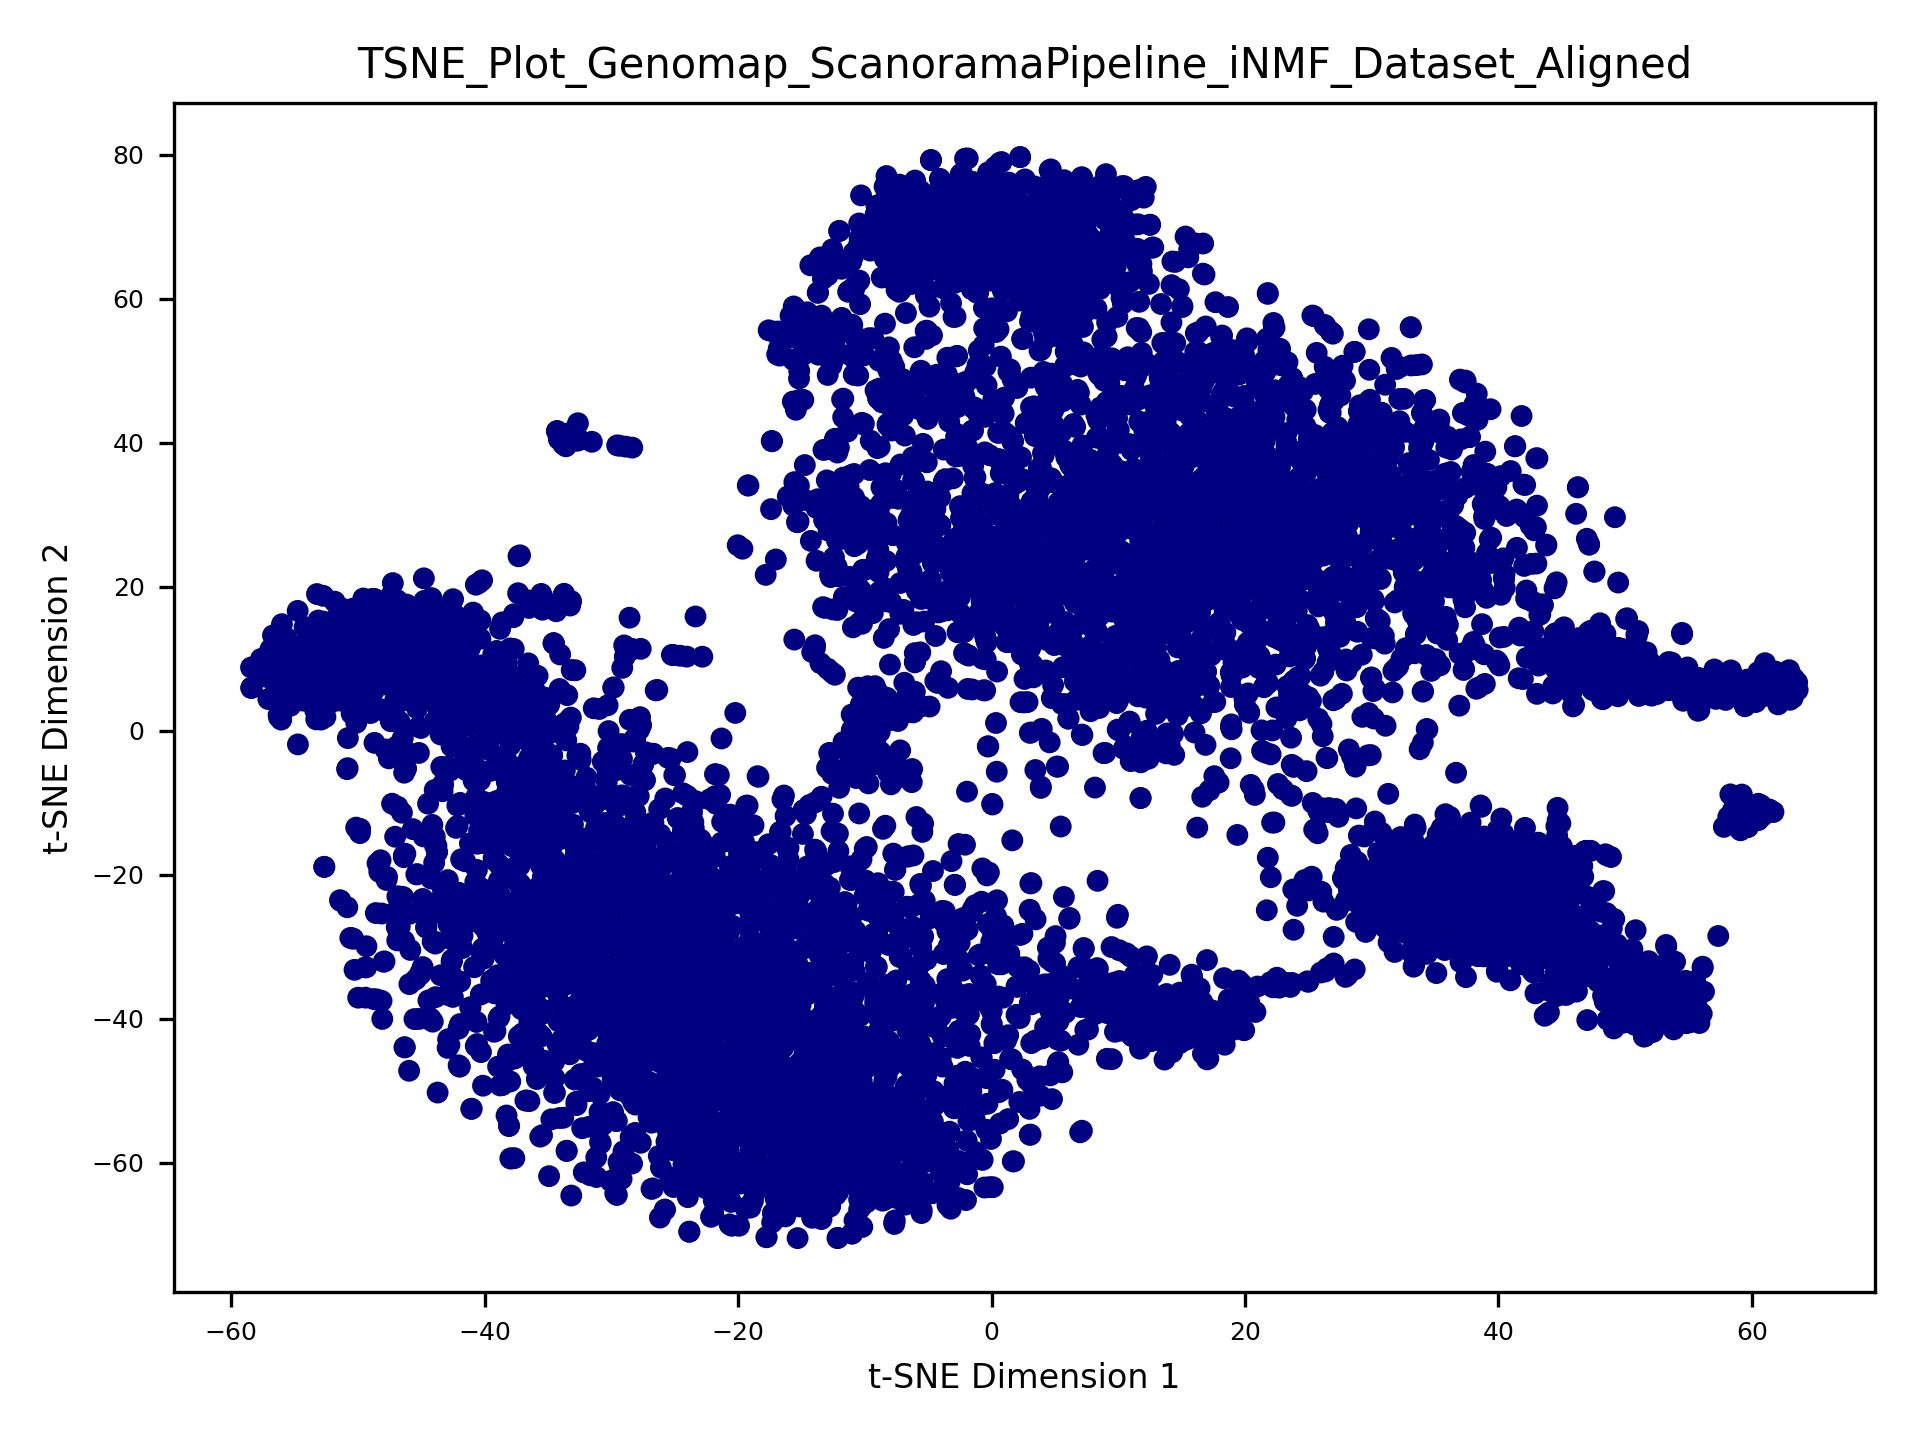 TSNE_Plot_Genomap_ScanoramaPipeline_iNMF_Dataset_Aligned
t-SNE Dimension 2
80
60
40
20
0
−20
−40
−60
−60 −40 −20 0 20 40 60
t-SNE Dimension 1